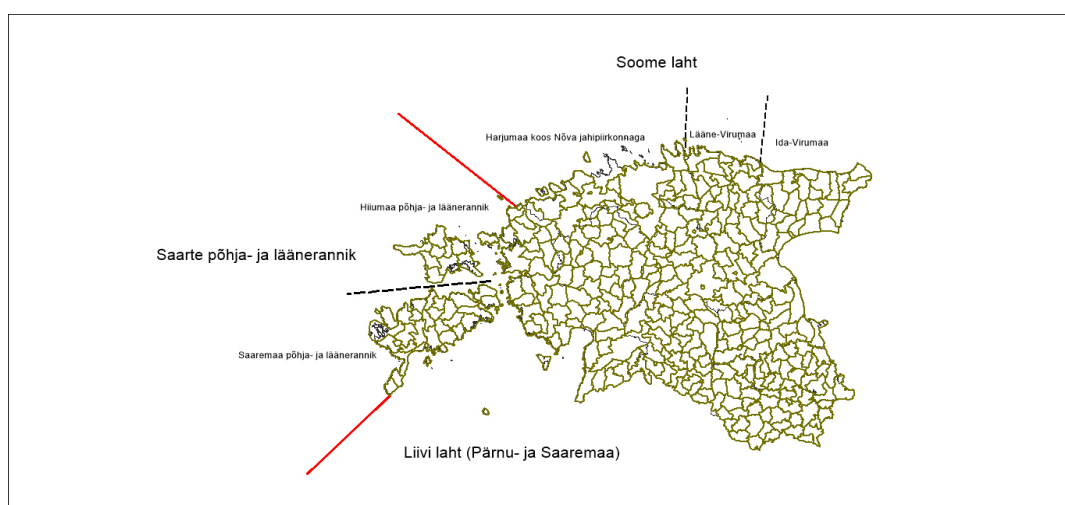 Soome laht
Harjumaa koos Nõva jahipiirkonnaga
Lääne-Virumaa
Ida-Virumaa
Hiiumaa põhja- ja läänerannik
Saarte põhja- ja läänerannik
Saaremaa põhja- ja läänerannik
Liivi laht (Pärnu- ja Saaremaa)